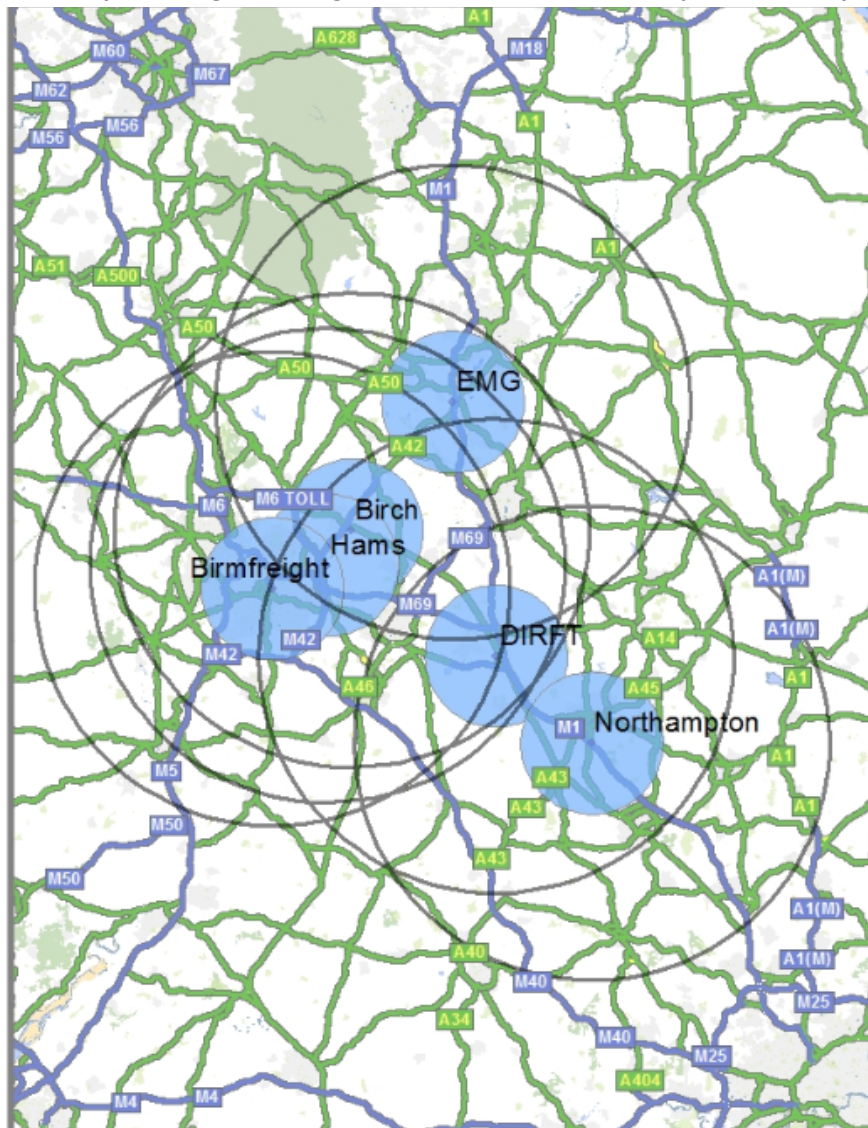 A1
A628
M18
M60
M67
M62
A1
M56
M56
M1
A1
A51
A500
A50
A50
A50
EMG
A42
M6 TOLL
M6
Birch
M69
Hams
Birmfreight
A1(M)
M69
DIRFT
A1(M)
M42
A14
M42
A1
A46
A45
Northampton
M1
A1
M5
A43
A43
A1
M50
A43
M50
A1(M)
A40
A1(M)
M40
M25
A34
M40
M25
A404
M4
M4